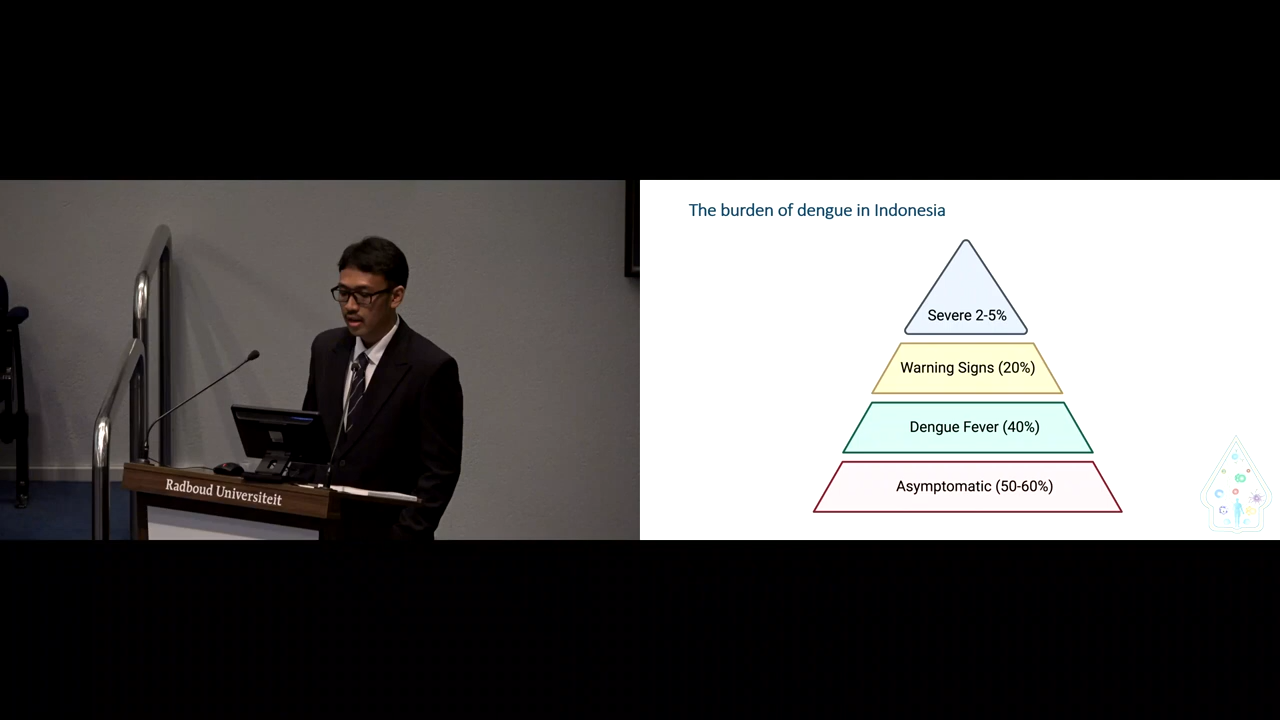 Radboud Universiteit
The burden of dengue in Indonesia
Severe 2-5%
Warning Signs (20%)
Dengue Fever (40%)
Asymptomatic (50-60%)